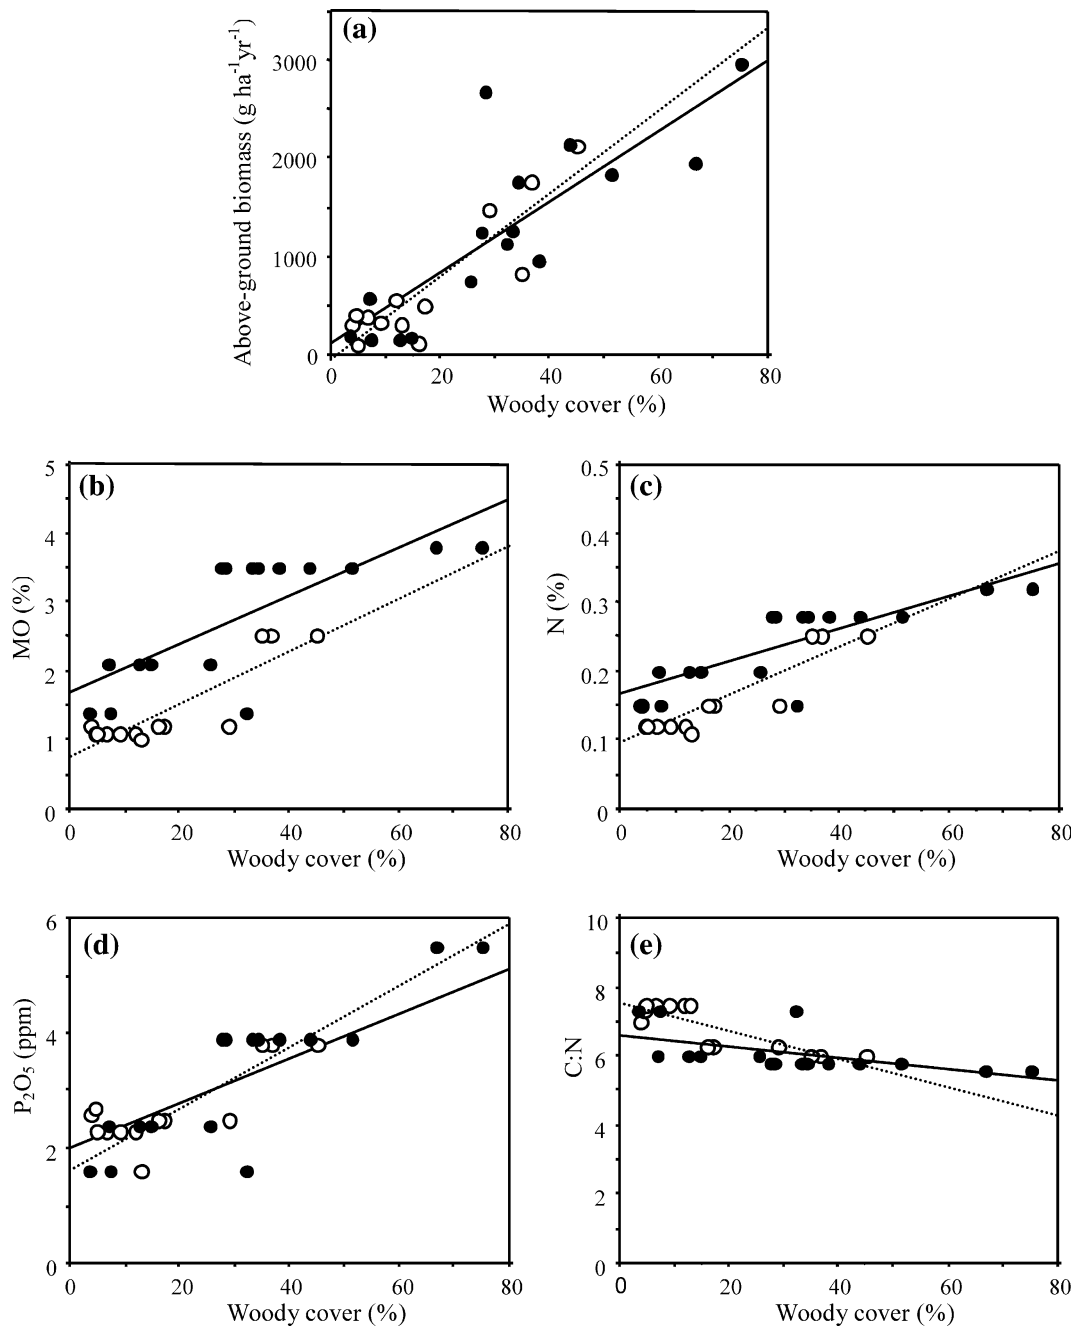 (a)
Above-ground biomass (g ha⁻¹yr⁻¹)
3000
2000
1000
0
0 20 40 60 80
Woody cover (%)
(b)
MO (%)
5
4
3
2
1
0
0 20 40 60 80
Woody cover (%)
(c)
N (%)
0.5
0.4
0.3
0.2
0.1
0
0 20 40 60 80
Woody cover (%)
(d)
P₂O₅ (ppm)
6
4
2
0
0 20 40 60 80
Woody cover (%)
(e)
C:N
10
8
6
4
2
0
0 20 40 60 80
Woody cover (%)